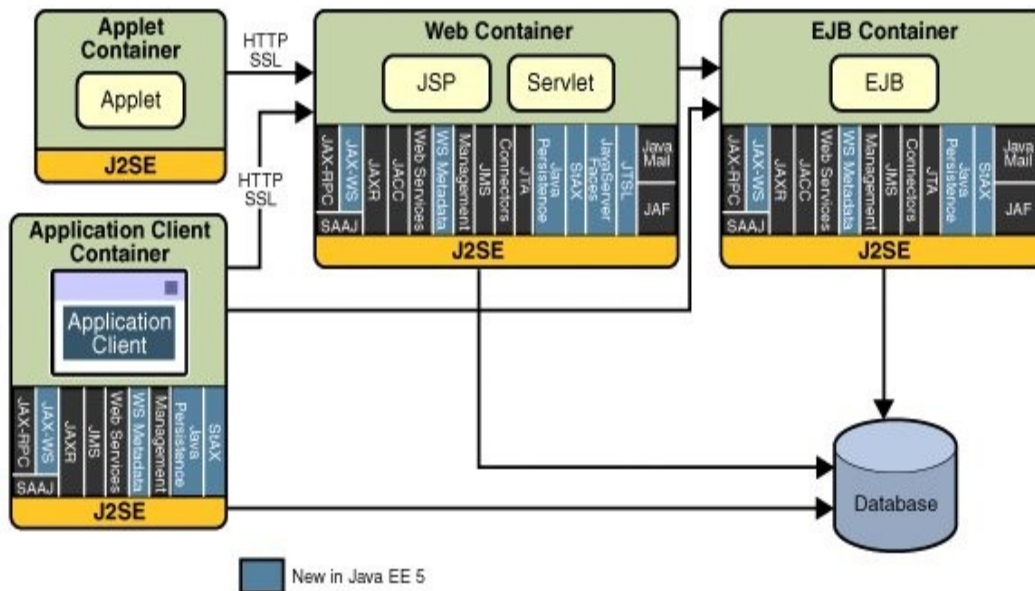 Applet
Container
Applet
J2SE
HTTP
SSL
HTTP
SSL
Web Container
JSP
Servlet
JAX-RPC
JAX-WS
SAAJ
JAXR
JACC
Web Services
WS Metadata
Management
JMS
Connectors
JTA
Java
Persistence
StAX
JavaServer
Faces
JTSL
Java
Mail
JAF
J2SE
EJB Container
EJB
JAX-RPC
JAX-WS
SAAJ
JAXR
JACC
Web Services
WS Metadata
Management
JMS
Connectors
JTA
Java
Persistence
StAX
Java
Mail
JAF
J2SE
Application Client
Container
Application
Client
JAX-RPC
JAX-WS
SAAJ
JAXR
JMS
Web Services
WS Metadata
Management
Java
Persistence
StAX
J2SE
Database
New in Java EE 5